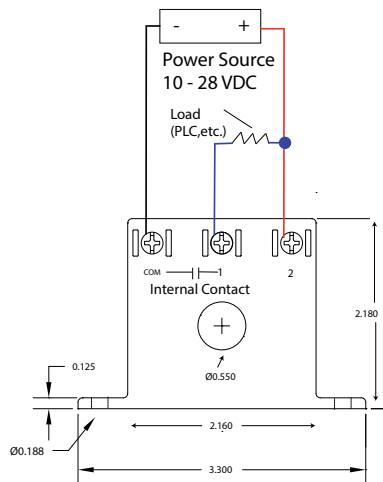 - +
Power Source
10 - 28 VDC
Load
(PLC,etc.)
COM 1 2
Internal Contact
2.180
0.125
Ø0.550
Ø0.188
2.160
3.300